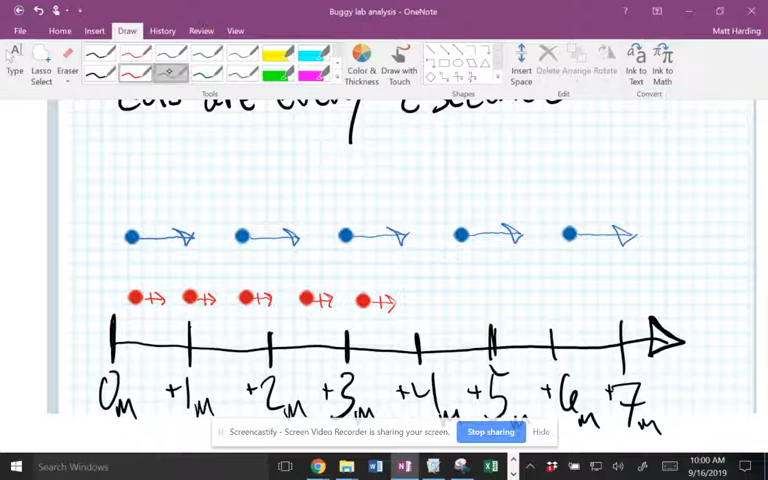 Buggy lab analysis - OneNote
Matt Harding
File Home Insert Draw History Review View
Type Lasso Select Eraser Color & Thickness Draw with Touch Insert Space Delete Arrange Rotate Ink to Text Ink to Math
Tools Shapes Edit Convert
are every seconds
0m +1m +2m +3m +4m +5m +6m +7m
Screencastify - Screen Video Recorder is sharing your screen. Stop sharing Hide
Search Windows
10:00 AM
9/16/2019